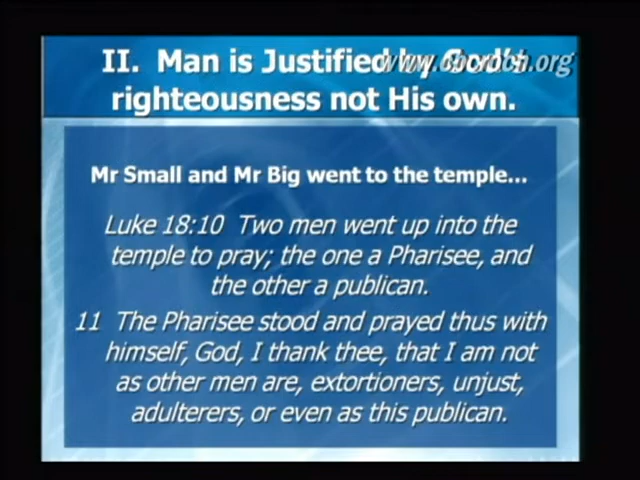 II. Man is Justified by God's
righteousness not His own.
Mr Small and Mr Big went to the temple...
Luke 18:10 Two men went up into the
temple to pray; the one a Pharisee, and
the other a publican.
11 The Pharisee stood and prayed thus with
himself, God, I thank thee, that I am not
as other men are, extortioners, unjust,
adulterers, or even as this publican.